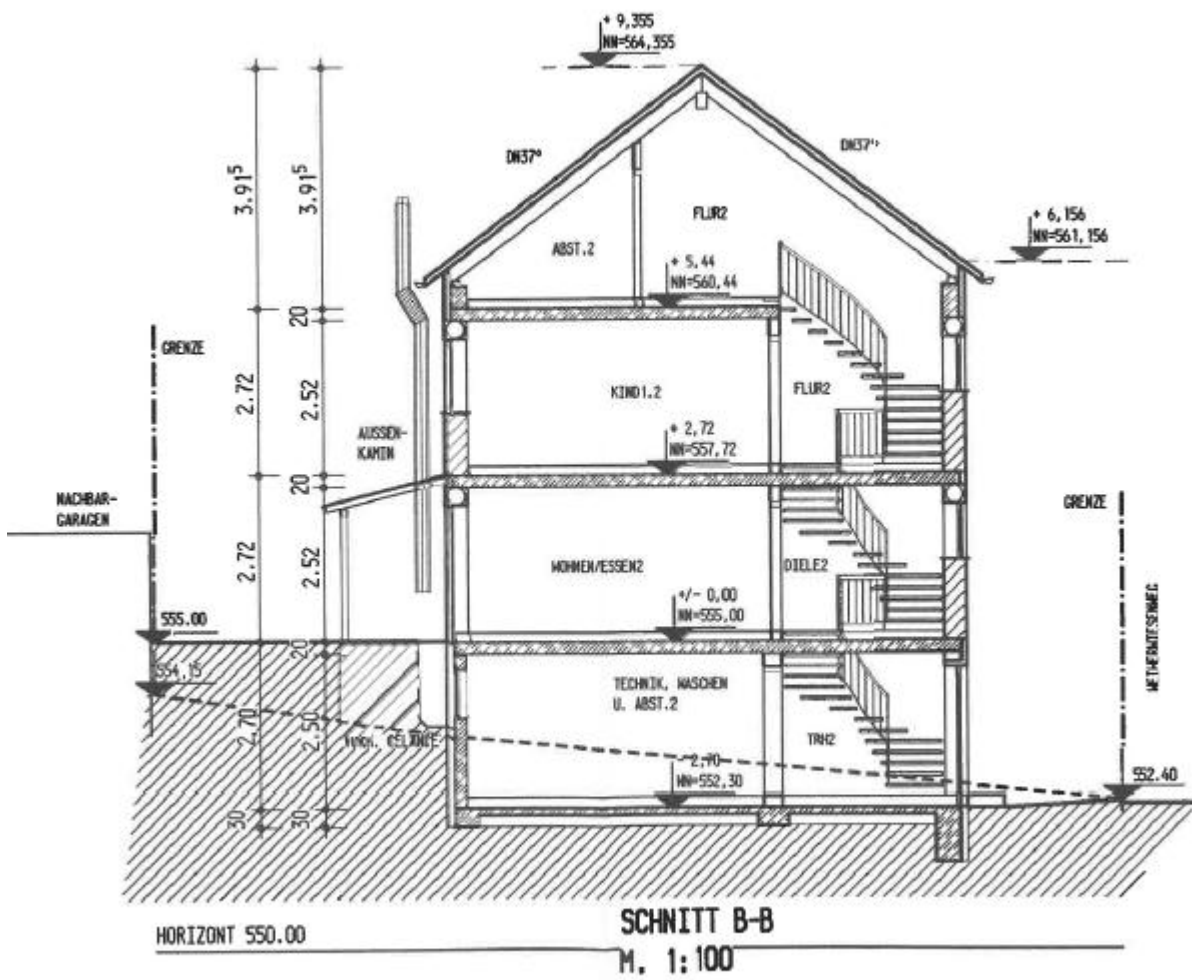 + 9,355
NN=564,355
DN37°
DN37°
3.91⁵
3.91⁵
FLUR2
ABST.2
+ 6,156
NN=561,156
+ 5,44
NN=560,44
20
20
GRENZE
2.72
2.52
KIND1.2
FLUR2
AUSSEN-
KAMIN
+ 2,72
NN=557,72
20
NACHBAR-
GARAGEN
GRENZE
2.72
2.52
WOHNEN/ESSEN2
DIELE2
+/- 0,00
NN=555,00
555.00
20
554,15
TECHNIK, WASCHEN
U. ABST.2
2.70
2.50
GELÄNDE
TRH2
- 2,70
NN=552,30
552.40
30
30
SCHNITT B-B
HORIZONT 550.00
M. 1:100